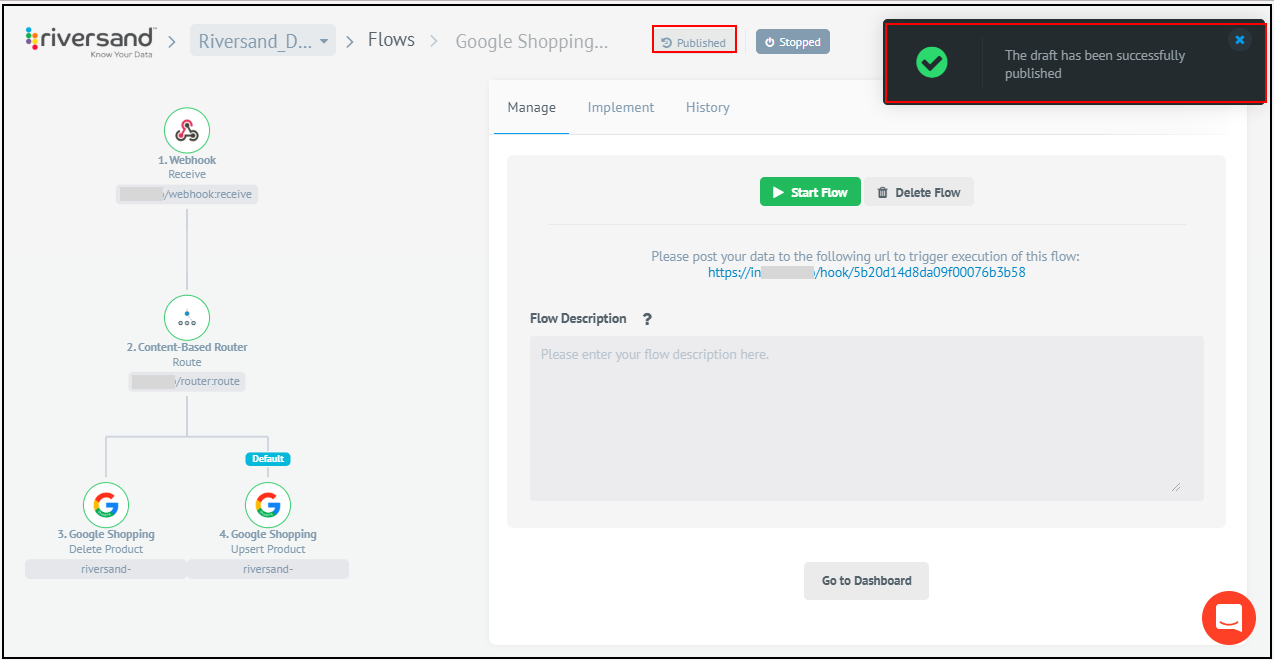 riversand™
Know Your Data
Riversand_D...
Flows
Google Shopping...
Published
Stopped
The draft has been successfully
published
Manage
Implement
History
1. Webhook
Receive
/webhook:receive
2. Content-Based Router
Route
/router:route
Default
3. Google Shopping
Delete Product
riversand-
4. Google Shopping
Upsert Product
riversand-
Start Flow
Delete Flow
Please post your data to the following url to trigger execution of this flow:
https://in /hook/5b20d14d8da09f00076b3b58
Flow Description ?
Please enter your flow description here.
Go to Dashboard